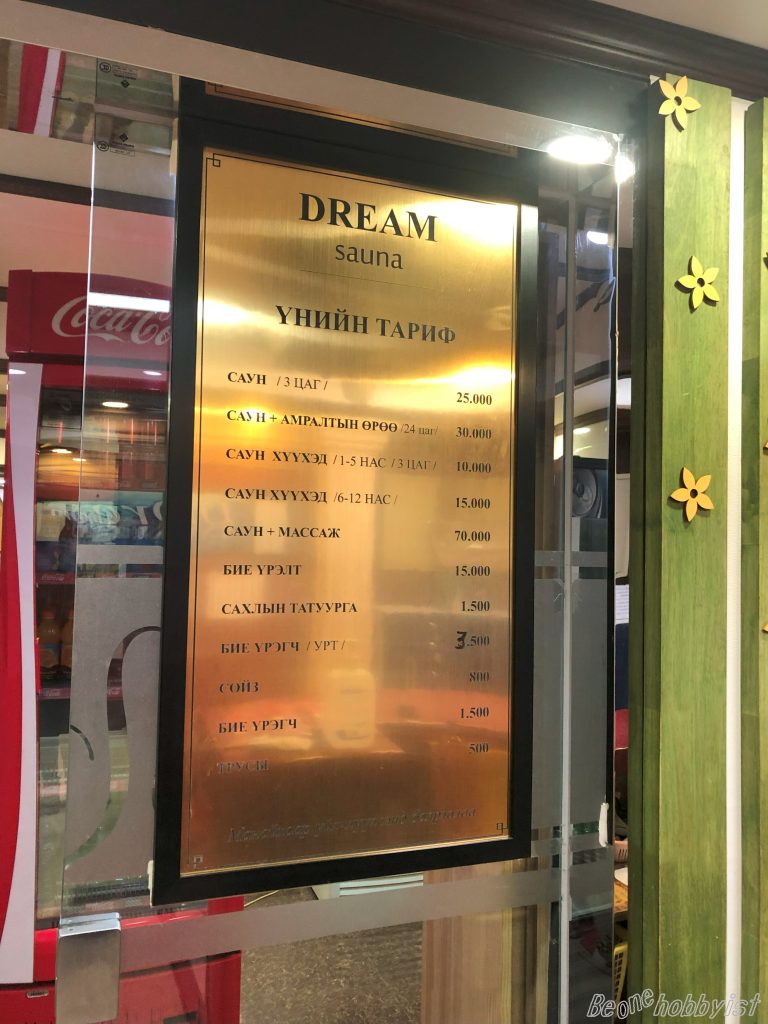 DREAM
sauna
ҮНИЙН ТАРИФ
САУН / 3 ЦАГ / 25.000
САУН + АМРАЛТЫН ӨРӨӨ /24 цаг/ 30.000
САУН ХҮҮХЭД / 1-5 НАС / 3 ЦАГ / 10.000
САУН ХҮҮХЭД /6-12 НАС / 15.000
САУН + МАССАЖ 70.000
БИЕ ҮРЭЛТ 15.000
САХЛЫН ТАТУУРГА 1.500
БИЕ ҮРЭГЧ / УРТ / 3.500
СОЙЗ 800
БИЕ ҮРЭГЧ 1.500
ТРУСЫ 500
Coca-Co
Beone hobbyist